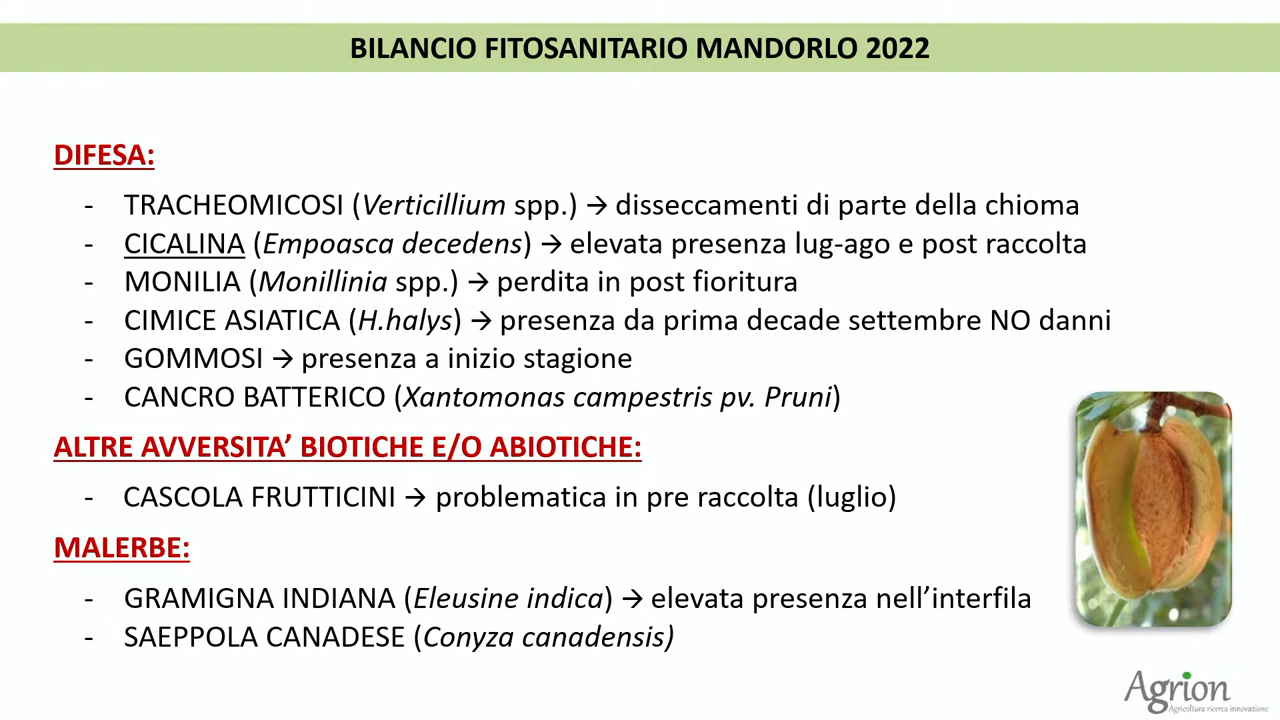 BILANCIO FITOSANITARIO MANDORLO 2022
DIFESA:
- TRACHEOMICOSI (Verticillium spp.) → disseccamenti di parte della chioma
- CICALINA (Empoasca decedens) → elevata presenza lug-ago e post raccolta
- MONILIA (Monillinia spp.) → perdita in post fioritura
- CIMICE ASIATICA (H.halys) → presenza da prima decade settembre NO danni
- GOMMOSI → presenza a inizio stagione
- CANCRO BATTERICO (Xantomonas campestris pv. Pruni)
ALTRE AVVERSITA’ BIOTICHE E/O ABIOTICHE:
- CASCOLA FRUTTICINI → problematica in pre raccolta (luglio)
MALERBE:
- GRAMIGNA INDIANA (Eleusine indica) → elevata presenza nell’interfila
- SAEPPOLA CANADESE (Conyza canadensis)
Agrion
Agricoltura ricerca innovazione